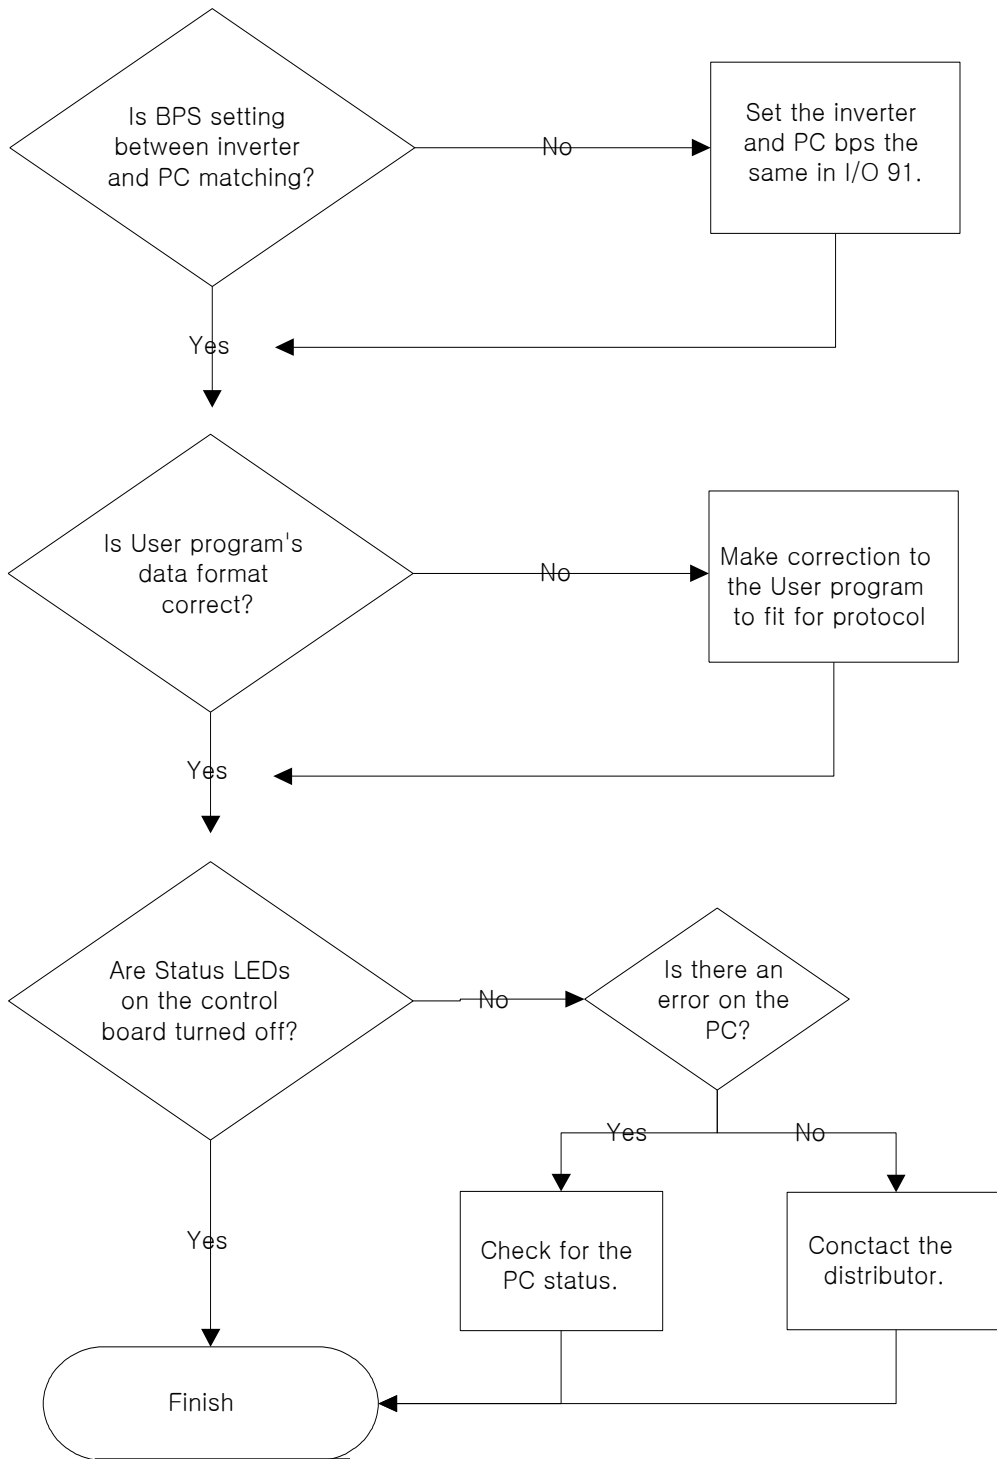 Is BPS setting
between inverter
and PC matching?
No
Set the inverter
and PC bps the
same in I/O 91.
Yes
Is User program's
data format
correct?
No
Make correction to
the User program
to fit for protocol
Yes
Are Status LEDs
on the control
board turned off?
No
Is there an
error on the
PC?
Yes
No
Yes
Check for the
PC status.
Conctact the
distributor.
Finish